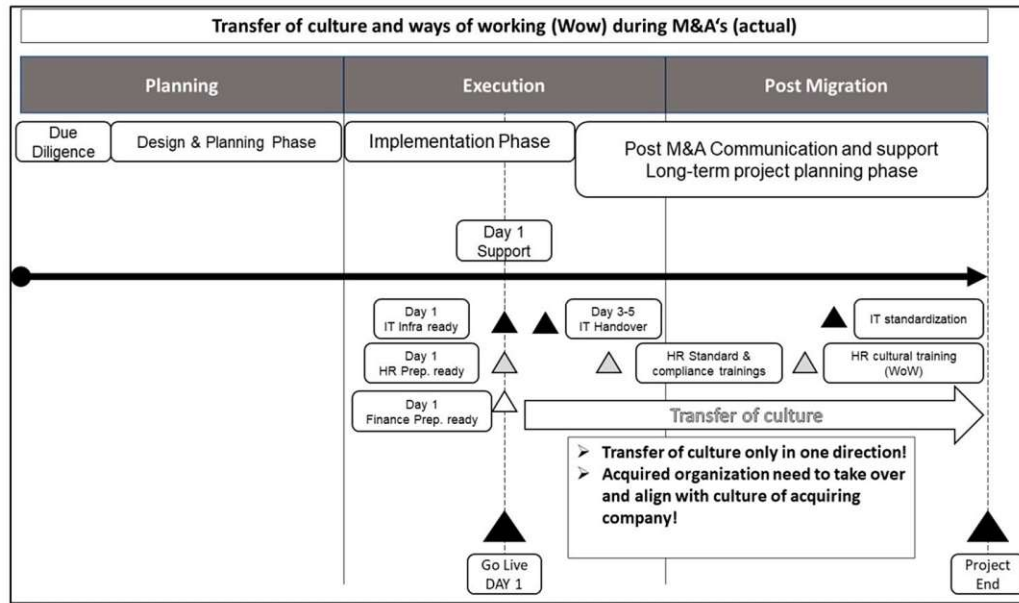 Transfer of culture and ways of working (Wow) during M&A's (actual)
Planning
Execution
Post Migration
Due
Diligence
Design & Planning Phase
Implementation Phase
Post M&A Communication and support
Long-term project planning phase
Day 1
Support
Day 1
IT Infra ready
Day 3-5
IT Handover
IT standardization
Day 1
HR Prep. ready
HR Standard &
compliance trainings
HR cultural training
(WoW)
Day 1
Finance Prep. ready
Transfer of culture
➢ Transfer of culture only in one direction!
➢ Acquired organization need to take over
and align with culture of acquiring
company!
Go Live
DAY 1
Project
End